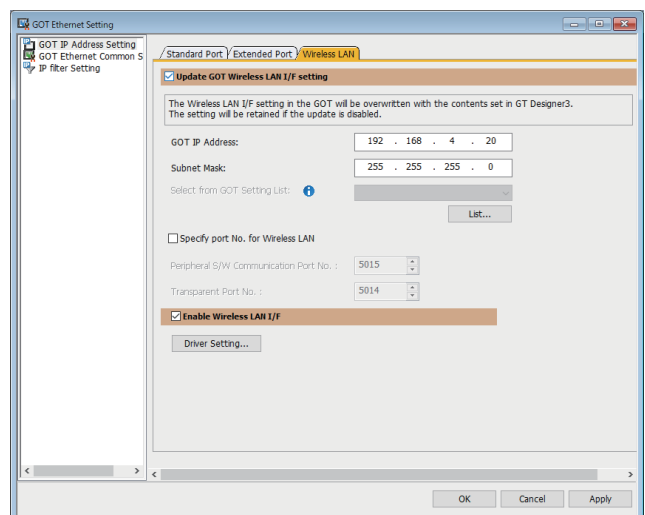 GOT Ethernet Setting
GOT IP Address Setting
GOT Ethernet Common S
IP filter Setting
Standard Port Extended Port Wireless LAN
Update GOT Wireless LAN I/F setting
The Wireless LAN I/F setting in the GOT will be overwritten with the contents set in GT Designer3.
The setting will be retained if the update is disabled.
GOT IP Address: 192 . 168 . 4 . 20
Subnet Mask: 255 . 255 . 255 . 0
Select from GOT Setting List:
List...
Specify port No. for Wireless LAN
Peripheral S/W Communication Port No. : 5015
Transparent Port No. : 5014
Enable Wireless LAN I/F
Driver Setting...
OK Cancel Apply